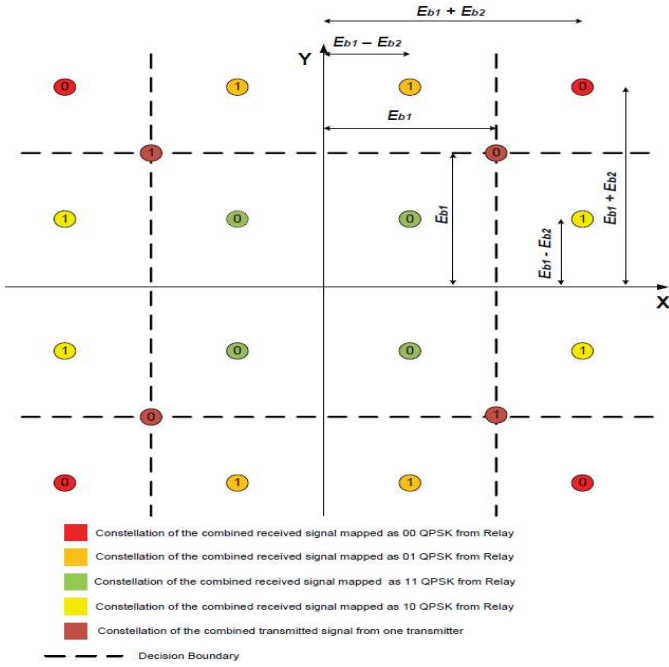 Eb1 + Eb2
Eb1 – Eb2
Y
0
1
1
0
Eb1
1
0
Eb1
Eb1 - Eb2
Eb1 + Eb2
1
0
0
1
X
1
0
0
1
0
1
0
1
1
0
Constellation of the combined received signal mapped as 00 QPSK from Relay
Constellation of the combined received signal mapped as 01 QPSK from Relay
Constellation of the combined received signal mapped as 11 QPSK from Relay
Constellation of the combined received signal mapped as 10 QPSK from Relay
Constellation of the combined transmitted signal from one transmitter
Decision Boundary